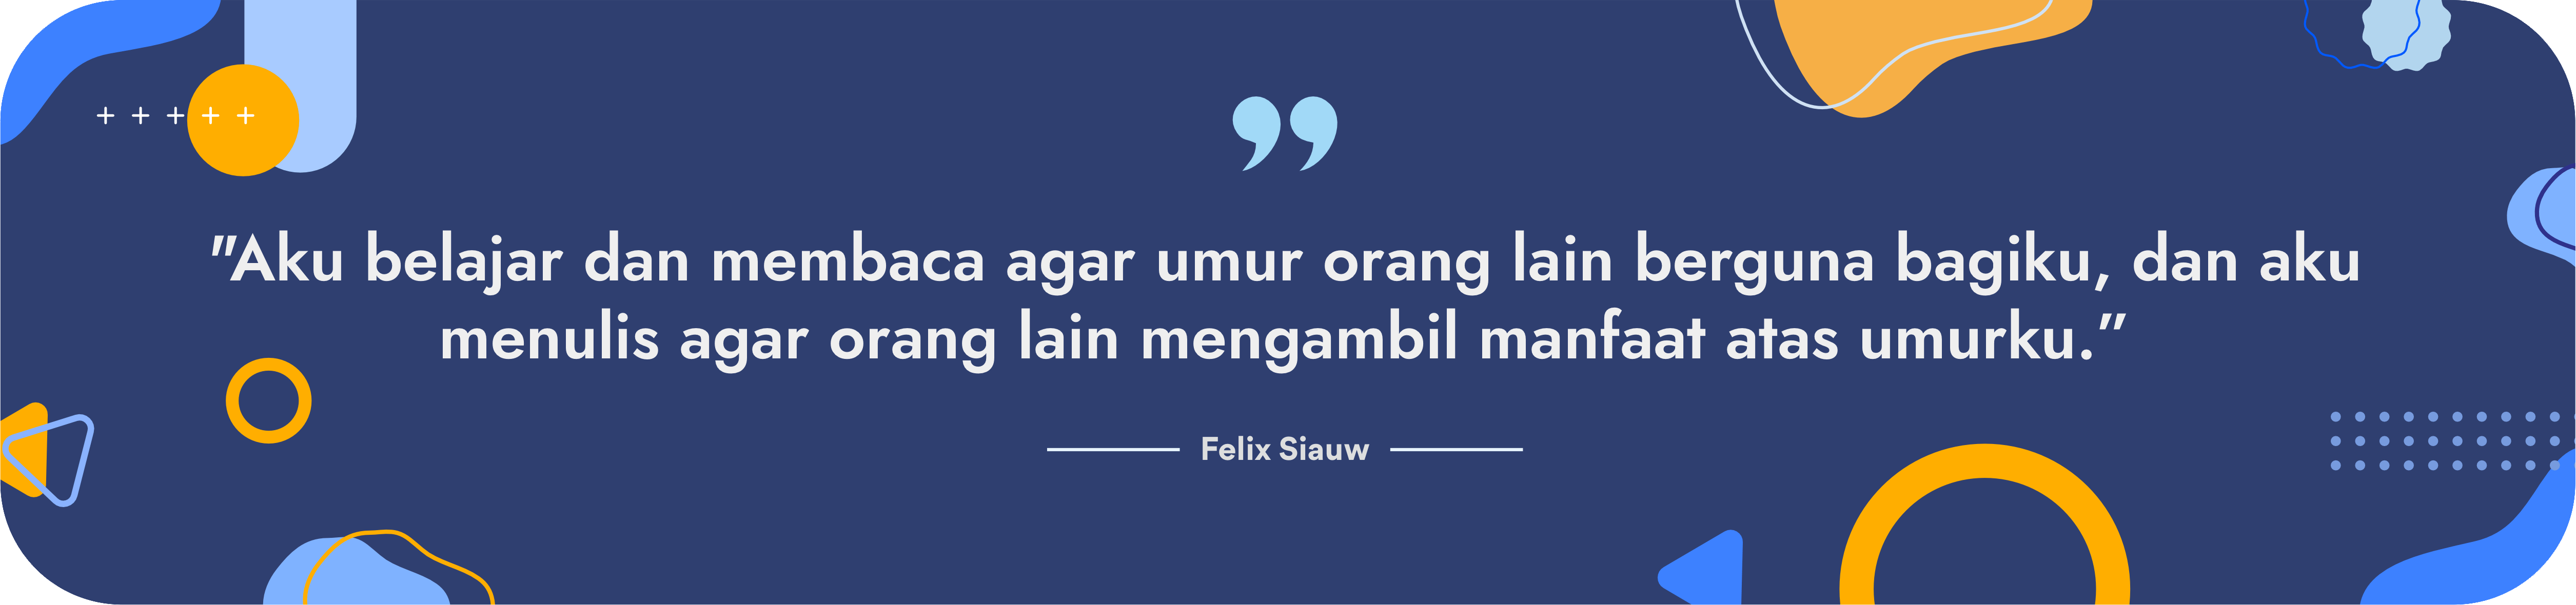 "Aku belajar dan membaca agar umur orang lain berguna bagiku, dan aku
menulis agar orang lain mengambil manfaat atas umurku."
Felix Siauw